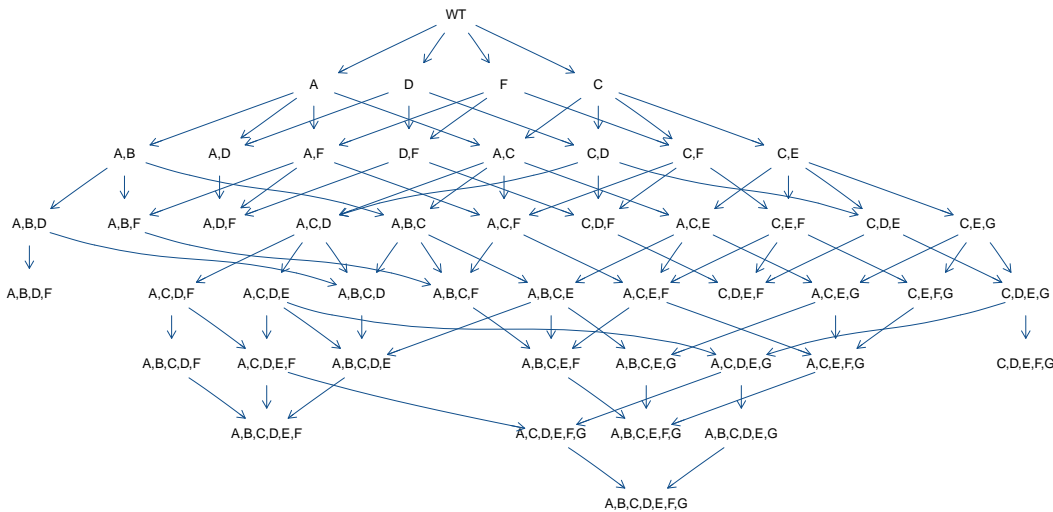 WT
A D F C
A,B A,D A,F D,F A,C C,D C,F C,E
A,B,D A,B,F A,D,F A,C,D A,B,C A,C,F C,D,F A,C,E C,E,F C,D,E C,E,G
A,B,D,F A,C,D,F A,C,D,E A,B,C,D A,B,C,F A,B,C,E A,C,E,F C,D,E,F A,C,E,G C,E,F,G C,D,E,G
A,B,C,D,F A,C,D,E,F A,B,C,D,E A,B,C,E,F A,B,C,E,G A,C,D,E,G A,C,E,F,G C,D,E,F,G
A,B,C,D,E,F A,C,D,E,F,G A,B,C,E,F,G A,B,C,D,E,G
A,B,C,D,E,F,G